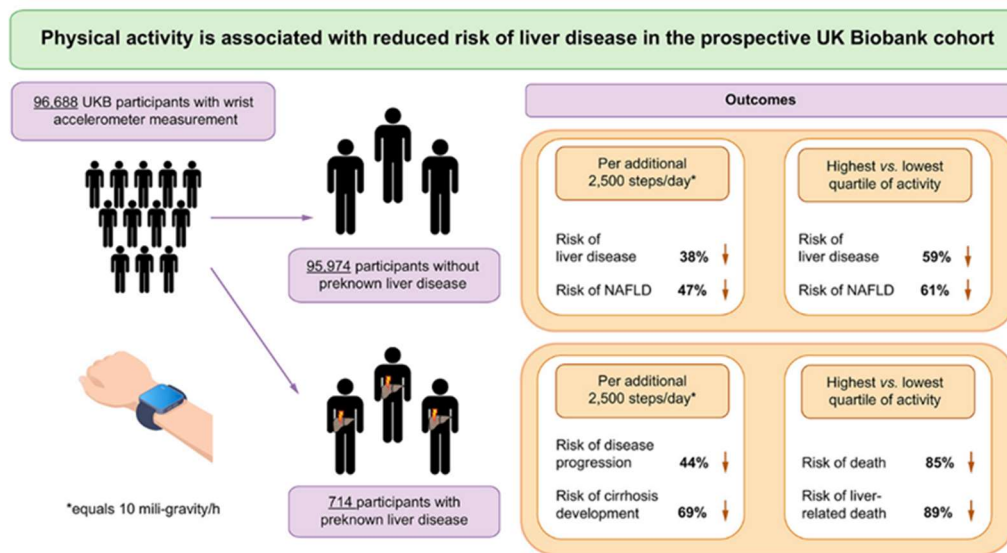 Physical activity is associated with reduced risk of liver disease in the prospective UK Biobank cohort
96,688 UKB participants with wrist
accelerometer measurement
95,974 participants without
preknown liver disease
714 participants with
preknown liver disease
*equals 10 mili-gravity/h
Outcomes
Per additional
2,500 steps/day*
Risk of
liver disease 38%
Risk of NAFLD 47%
Highest vs. lowest
quartile of activity
Risk of
liver disease 59%
Risk of NAFLD 61%
Per additional
2,500 steps/day*
Risk of disease
progression 44%
Risk of cirrhosis
development 69%
Highest vs. lowest
quartile of activity
Risk of death 85%
Risk of liver-
related death 89%